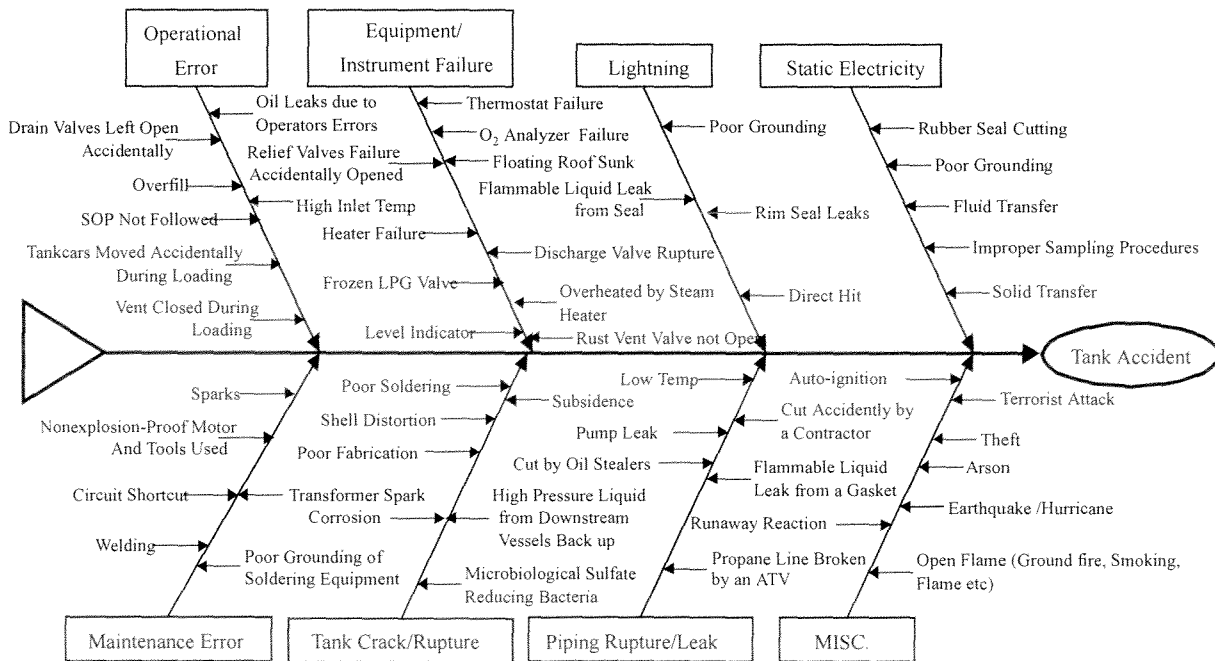 Operational
Error
Equipment/
Instrument Failure
Lightning
Static Electricity
Oil Leaks due to
Operators Errors
Drain Valves Left Open
Accidentally
Overfill
High Inlet Temp
SOP Not Followed
Tankcars Moved Accidentally
During Loading
Vent Closed During
Loading
Thermostat Failure
O₂ Analyzer Failure
Relief Valves Failure
Accidentally Opened
Floating Roof Sunk
Heater Failure
Discharge Valve Rupture
Frozen LPG Valve
Overheated by Steam
Heater
Level Indicator
Rust Vent Valve not Open
Poor Grounding
Flammable Liquid Leak
from Seal
Rim Seal Leaks
Direct Hit
Rubber Seal Cutting
Poor Grounding
Fluid Transfer
Improper Sampling Procedures
Solid Transfer
Tank Accident
Sparks
Nonexplosion-Proof Motor
And Tools Used
Circuit Shortcut
Transformer Spark
Welding
Poor Grounding of
Soldering Equipment
Poor Soldering
Subsidence
Shell Distortion
Poor Fabrication
Corrosion
High Pressure Liquid
from Downstream
Vessels Back up
Microbiological Sulfate
Reducing Bacteria
Low Temp
Cut Accidently by
a Contractor
Pump Leak
Cut by Oil Stealers
Flammable Liquid
Leak from a Gasket
Propane Line Broken
by an ATV
Auto-ignition
Terrorist Attack
Theft
Arson
Earthquake /Hurricane
Runaway Reaction
Open Flame (Ground fire, Smoking,
Flame etc)
Maintenance Error
Tank Crack/Rupture
Piping Rupture/Leak
MISC.